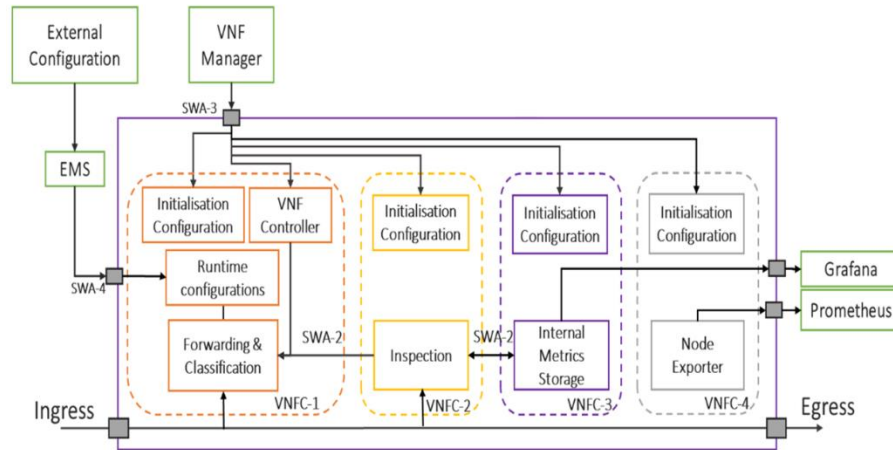 External
Configuration
VNF
Manager
SWA-3
EMS
Initialisation
Configuration
VNF
Controller
Initialisation
Configuration
Initialisation
Configuration
Initialisation
Configuration
SWA-4
Runtime
configurations
Grafana
Prometheus
Forwarding &
Classification
SWA-2
Inspection
SWA-2
Internal
Metrics
Storage
Node
Exporter
VNFC-1
VNFC-2
VNFC-3
VNFC-4
Ingress
Egress